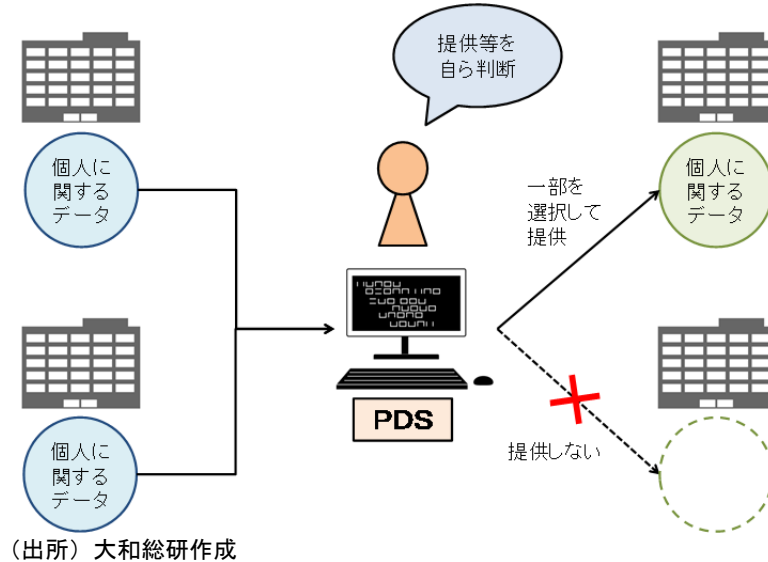 提供等を
自ら判断
個人に
関する
データ
個人に
関する
データ
一部を
選択して
提供
PDS
個人に
関する
データ
提供しない
（出所）大和総研作成